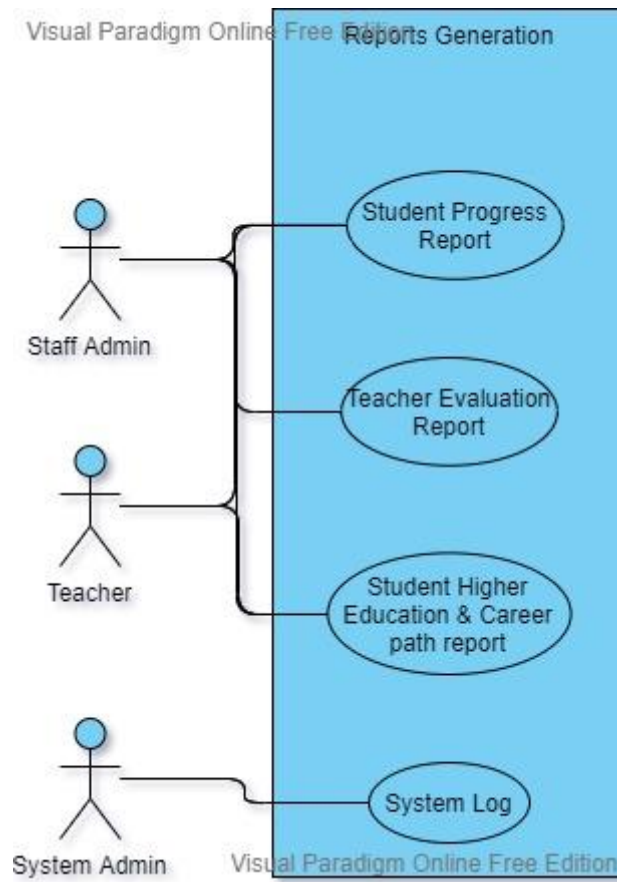 Visual Paradigm Online Free Edition
Reports Generation
Student Progress
Report
Staff Admin
Teacher Evaluation
Report
Teacher
Student Higher
Education & Career
path report
System Log
System Admin
Visual Paradigm Online Free Edition